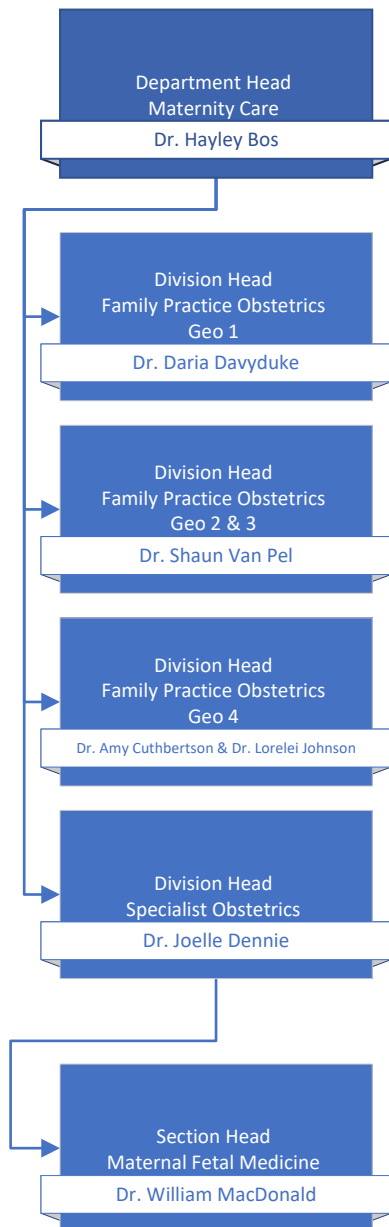 Department Head
Maternity Care
Dr. Hayley Bos
Division Head
Family Practice Obstetrics
Geo 1
Dr. Daria Davyduke
Division Head
Family Practice Obstetrics
Geo 2 & 3
Dr. Shaun Van Pel
Division Head
Family Practice Obstetrics
Geo 4
Dr. Amy Cuthbertson & Dr. Lorelei Johnson
Division Head
Specialist Obstetrics
Dr. Joelle Dennie
Section Head
Maternal Fetal Medicine
Dr. William MacDonald